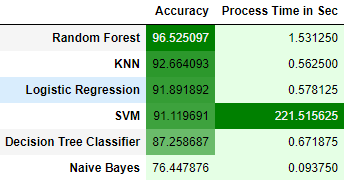 Accuracy Process Time in Sec
Random Forest 96.525097 1.531250
KNN 92.664093 0.562500
Logistic Regression 91.891892 0.578125
SVM 91.119691 221.515625
Decision Tree Classifier 87.258687 0.671875
Naive Bayes 76.447876 0.093750